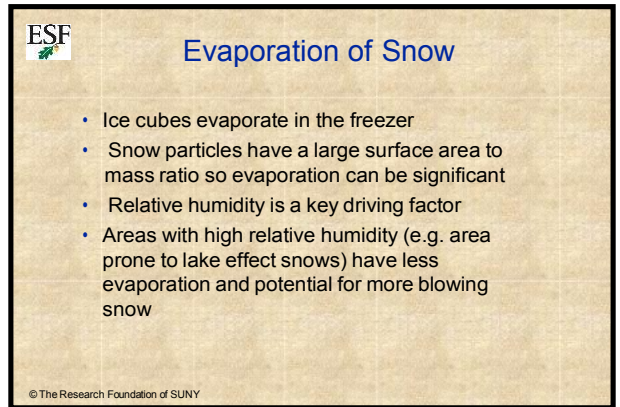 ESF
Evaporation of Snow
• Ice cubes evaporate in the freezer
• Snow particles have a large surface area to
mass ratio so evaporation can be significant
• Relative humidity is a key driving factor
• Areas with high relative humidity (e.g. area
prone to lake effect snows) have less
evaporation and potential for more blowing
snow
© The Research Foundation of SUNY